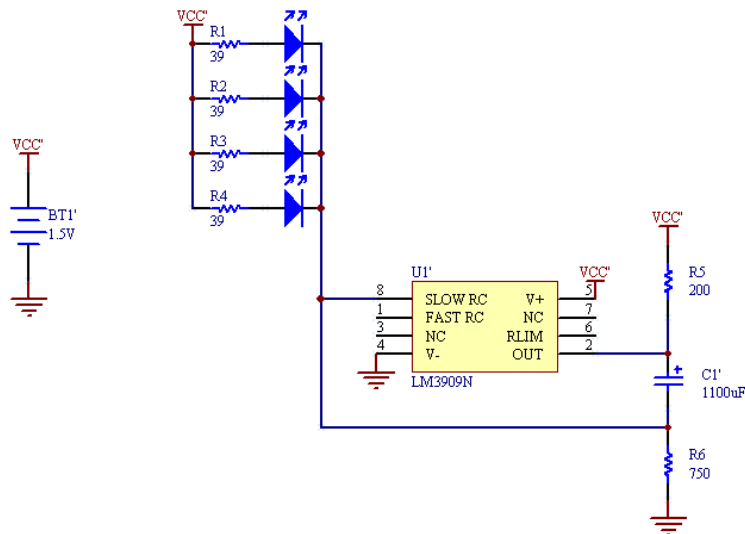 VCC'
R1
39
R2
39
R3
39
R4
39
VCC'
BT1'
1.5V
VCC'
R5
200
U1'
VCC'
8 SLOW RC V+ 5
1 FAST RC NC 7
3 NC RLIM 6
4 V- OUT 2
LM3909N
+
C1'
1100uF
R6
750